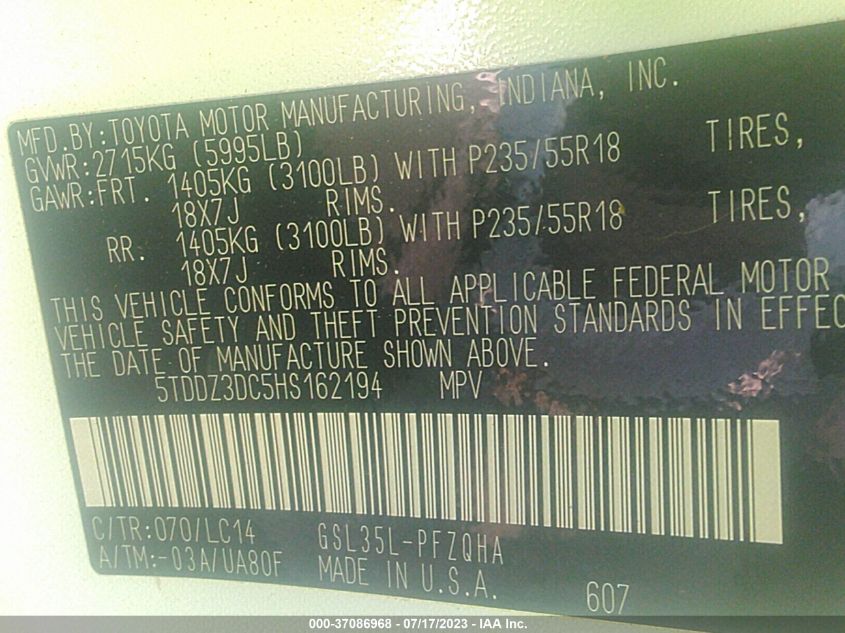 MFD.BY:TOYOTA MOTOR MANUFACTURING, INDIANA, INC.
GVWR:2715KG (5995LB)
GAWR:FRT. 1405KG (3100LB) WITH P235/55R18 TIRES,
18X7J RIMS.
RR. 1405KG (3100LB) WITH P235/55R18 TIRES,
18X7J RIMS.
THIS VEHICLE CONFORMS TO ALL APPLICABLE FEDERAL MOTOR
VEHICLE SAFETY AND THEFT PREVENTION STANDARDS IN EFFEC
THE DATE OF MANUFACTURE SHOWN ABOVE.
5TDDZ3DC5HS162194 MPV
C/TR:070/LC14 GSL35L-PFZQHA
A/TM:-03A/UA80F MADE IN U.S.A. 607
000-37086968 - 07/17/2023 - IAA Inc.